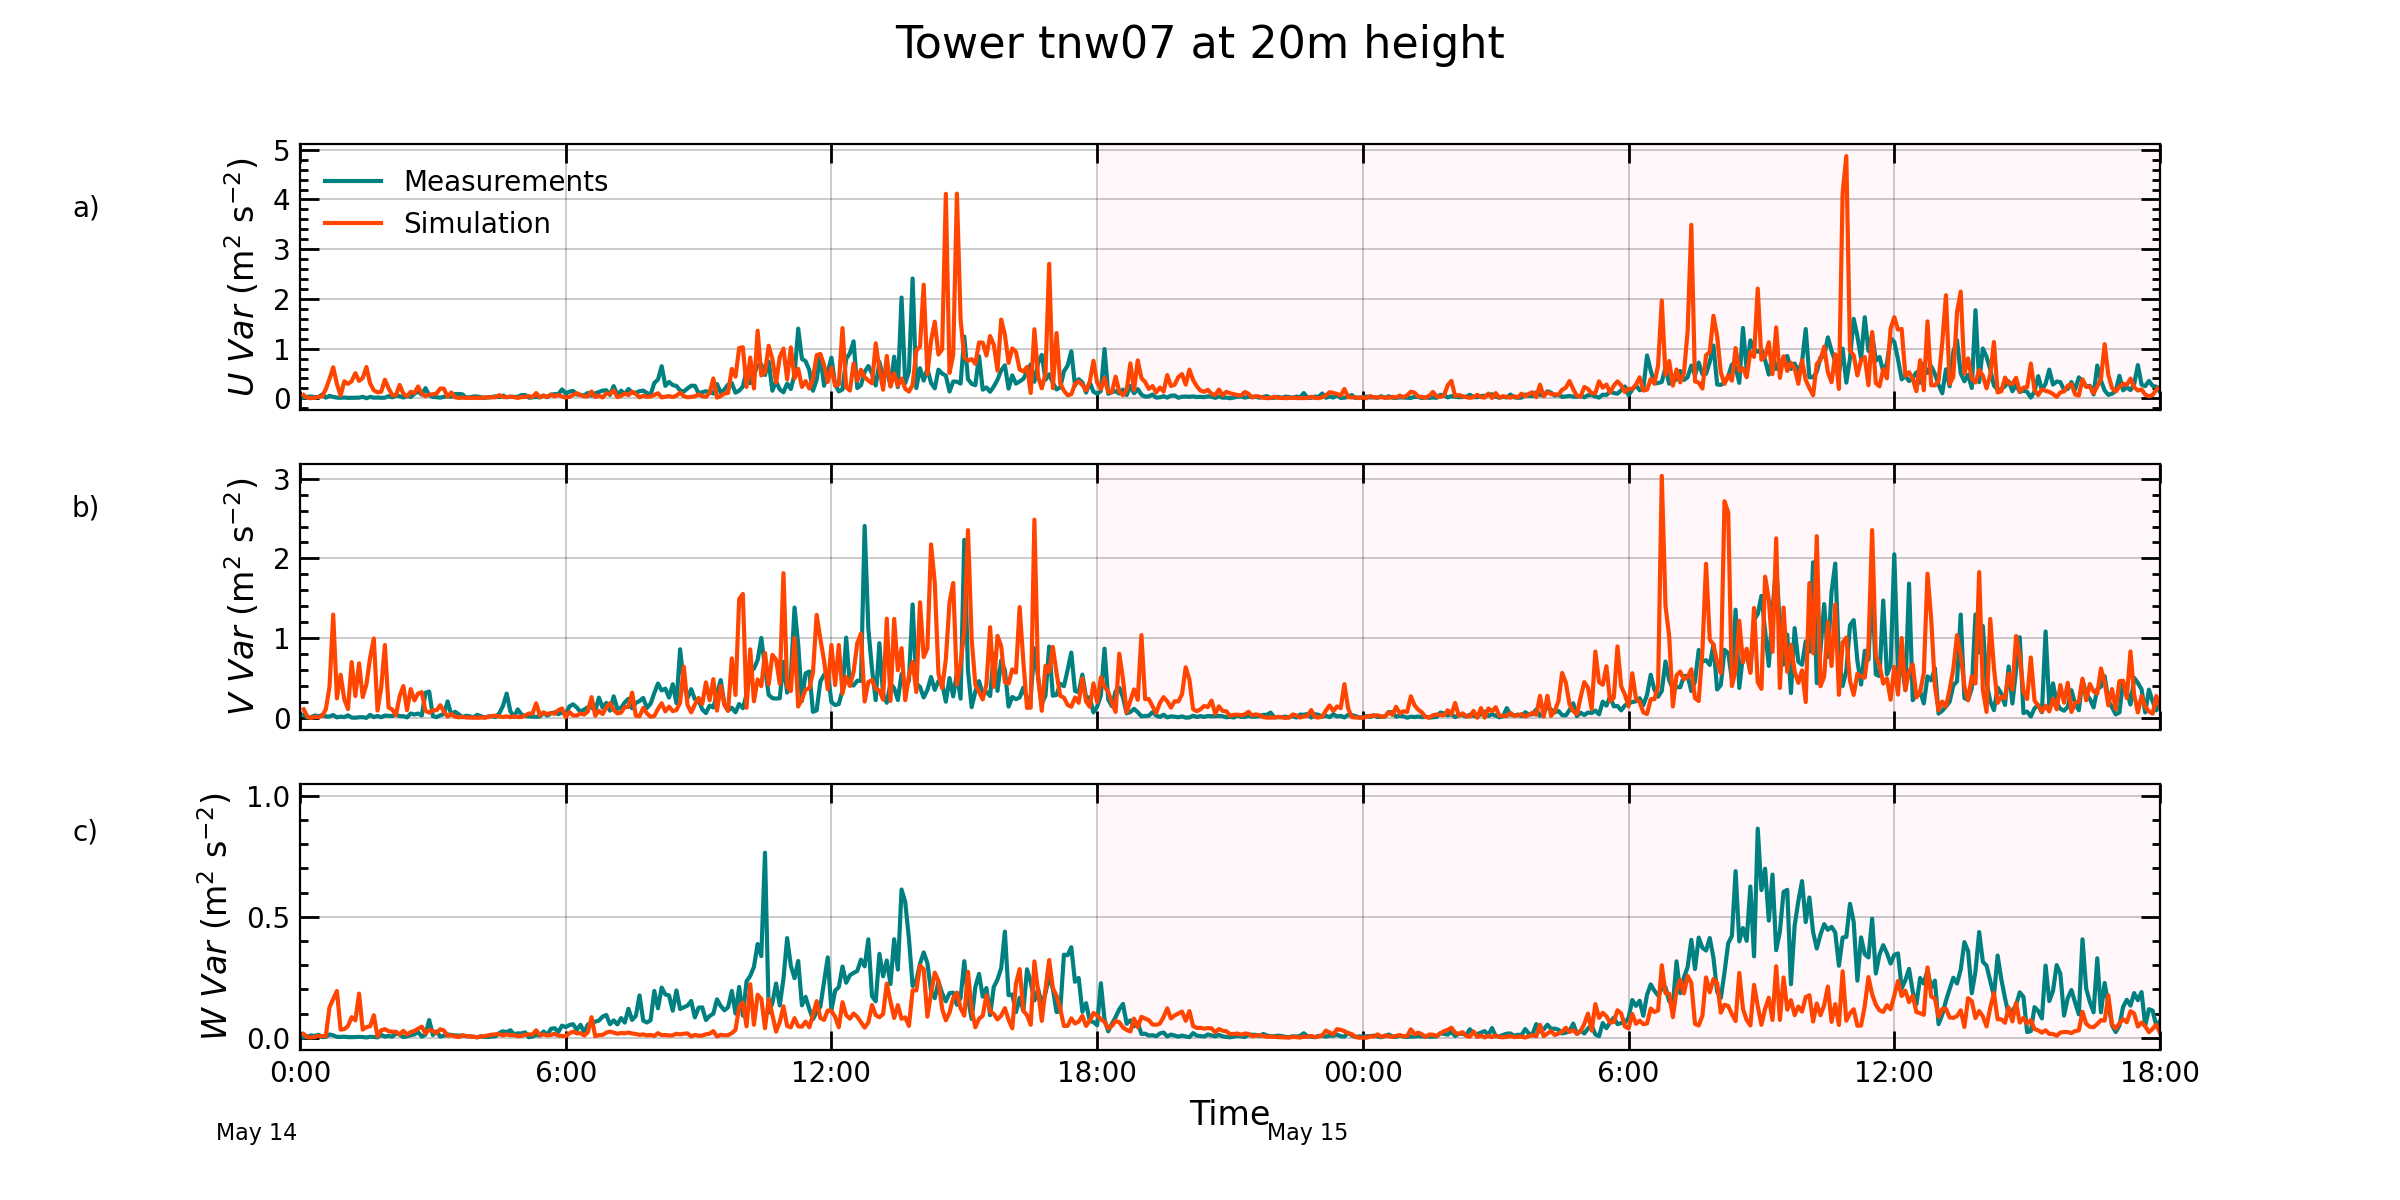 Tower tnw07 at 20m height
a)
U Var (m² s⁻²)
5
4
3
2
1
0
Measurements
Simulation
b)
V Var (m² s⁻²)
3
2
1
0
c)
W Var (m² s⁻²)
1.0
0.5
0.0
0:00 6:00 12:00 18:00 00:00 6:00 12:00 18:00
Time
May 14 May 15